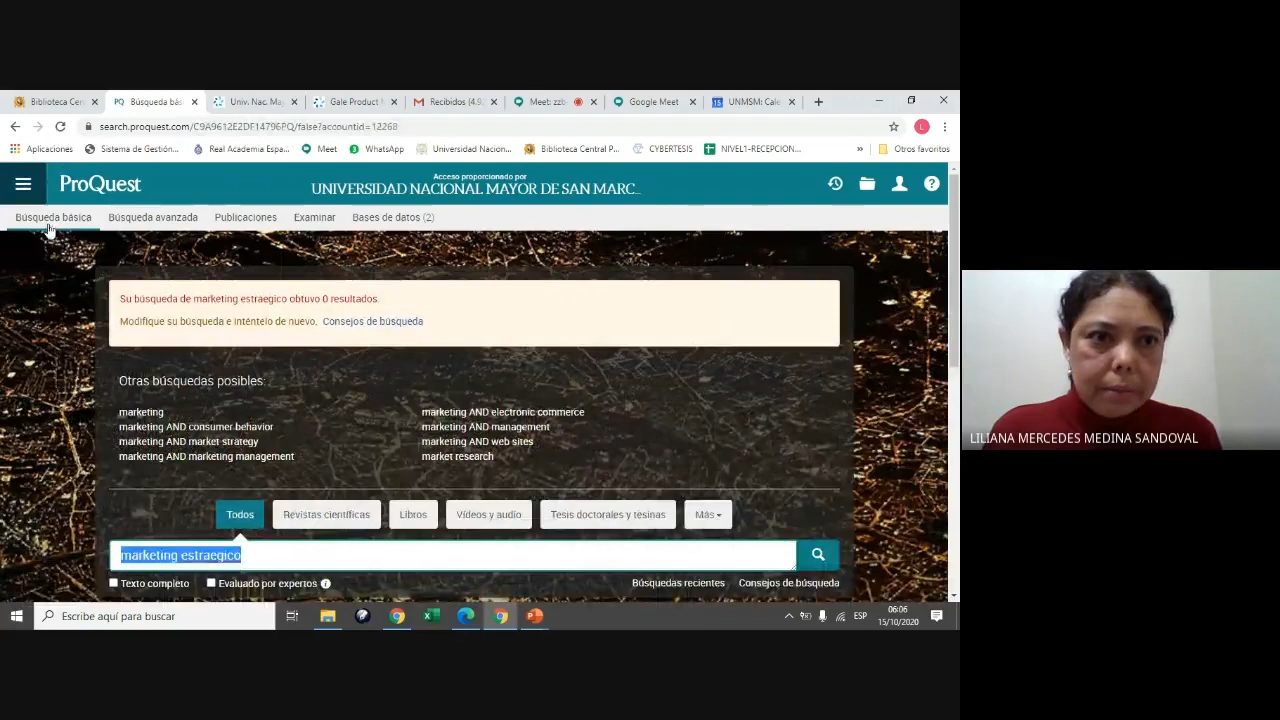 Biblioteca Cen
PQ Búsqueda bás
Univ. Nac. Ma
Gale Product
Recibidos (4.9
Meet: zzb
Google Meet
UNMSM: Cale
search.proquest.com/C9A9612E2DF14796PQ/false?accountid=12268
Aplicaciones
Sistema de Gestión...
Real Academia Espa...
Meet
WhatsApp
Universidad Nacion...
Biblioteca Central P...
CYBERTESIS
NIVEL1-RECEPCION...
»
Otros favoritos
ProQuest
Acceso proporcionado por
UNIVERSIDAD NACIONAL MAYOR DE SAN MARC...
Búsqueda básica
Búsqueda avanzada
Publicaciones
Examinar
Bases de datos (2)
Su búsqueda de marketing estraegico obtuvo 0 resultados.
Modifique su búsqueda e inténtelo de nuevo. Consejos de búsqueda
Otras búsquedas posibles:
marketing
marketing AND consumer behavior
marketing AND market strategy
marketing AND marketing management
marketing AND electronic commerce
marketing AND management
marketing AND web sites
market research
Todos
Revistas científicas
Libros
Vídeos y audio
Tesis doctorales y tesinas
Más
marketing estraegico
Texto completo
Evaluado por expertos
Búsquedas recientes
Consejos de búsqueda
LILIANA MERCEDES MEDINA SANDOVAL
Escribe aquí para buscar
ESP
06:06
15/10/2020